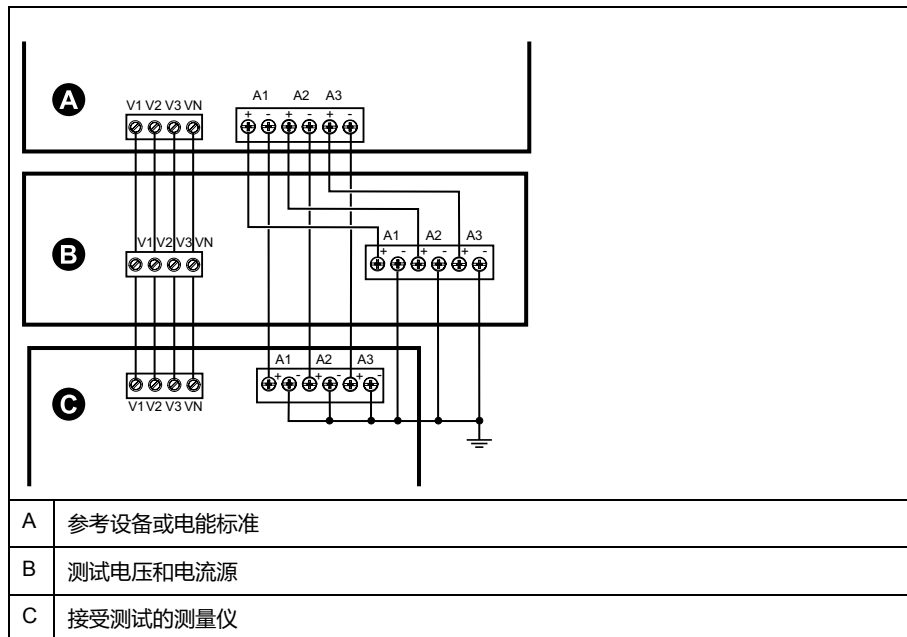 A
V1 V2 V3 VN
A1 A2 A3
+ - + - + -
B
V1 V2 V3 VN
A1 A2 A3
+ - + - + -
C
A1 A2 A3
+ - + - + -
V1 V2 V3 VN
A 参考设备或电能标准
B 测试电压和电流源
C 接受测试的测量仪